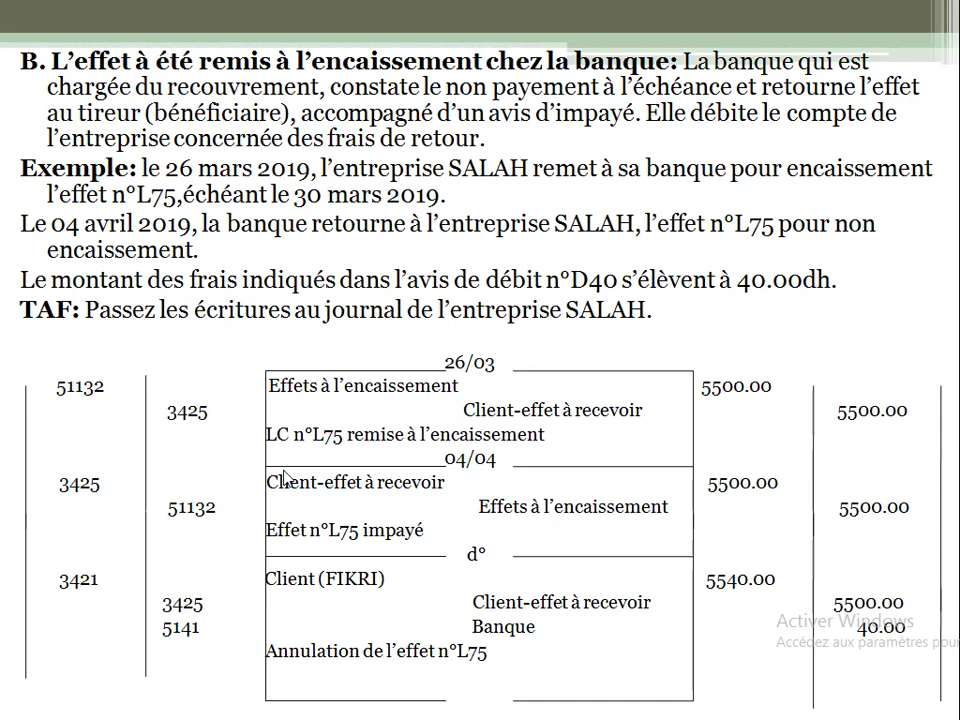 B. L’effet à été remis à l’encaissement chez la banque: La banque qui est
chargée du recouvrement, constate le non payement à l’échéance et retourne l’effet
au tireur (bénéficiaire), accompagné d’un avis d’impayé. Elle débite le compte de
l’entreprise concernée des frais de retour.
Exemple: le 26 mars 2019, l’entreprise SALAH remet à sa banque pour encaissement
l’effet n°L75,échéant le 30 mars 2019.
Le 04 avril 2019, la banque retourne à l’entreprise SALAH, l’effet n°L75 pour non
encaissement.
Le montant des frais indiqués dans l’avis de débit n°D40 s’élèvent à 40.00dh.
TAF: Passez les écritures au journal de l’entreprise SALAH.
26/03
51132 Effets à l’encaissement 5500.00
3425 Client-effet à recevoir 5500.00
LC n°L75 remise à l’encaissement
04/04
3425 Client-effet à recevoir 5500.00
51132 Effets à l’encaissement 5500.00
Effet n°L75 impayé
d°
3421 Client (FIKRI) 5540.00
3425 Client-effet à recevoir 5500.00
5141 Banque 40.00
Annulation de l’effet n°L75
Activer Windows
Accédez aux paramètres pour